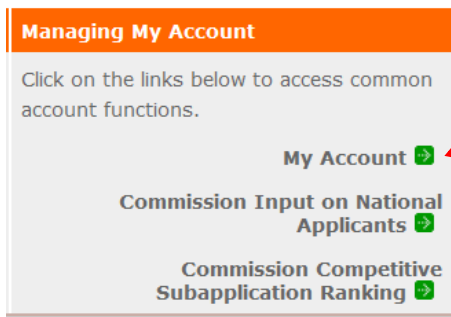 Managing My Account
Click on the links below to access common
account functions.
My Account
Commission Input on National
Applicants
Commission Competitive
Subapplication Ranking